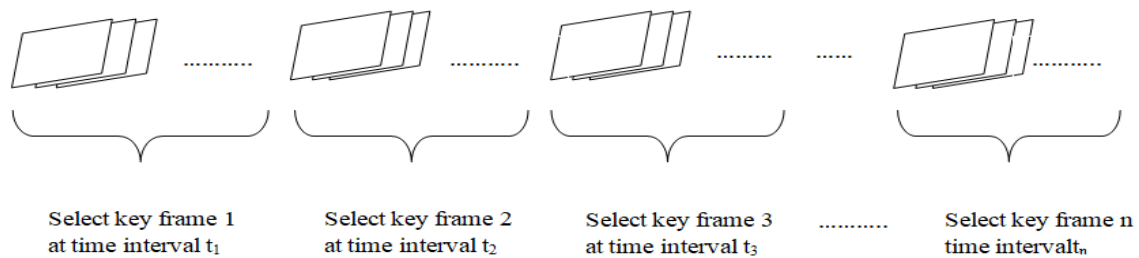 ……….. ……….. ……… …… ………..
Select key frame 1 Select key frame 2 Select key frame 3 Select key frame n
at time interval t₁ at time interval t₂ at time interval t₃ ……….. time intervaltₙ